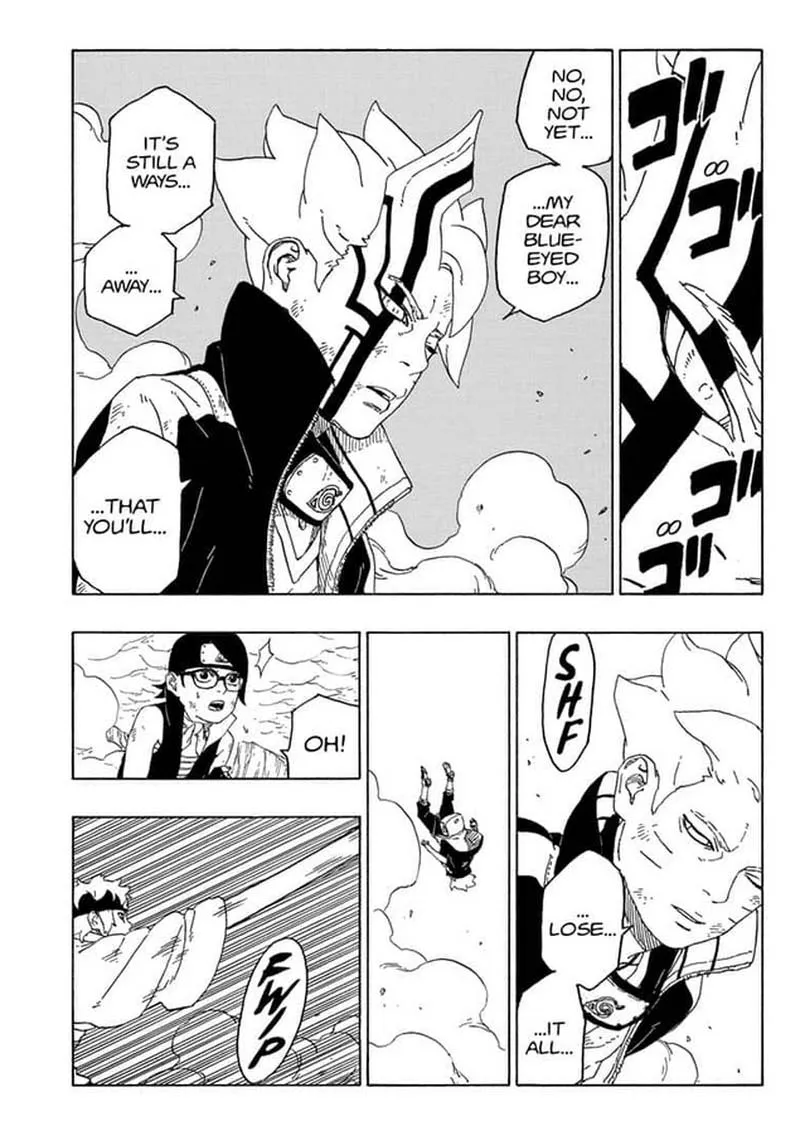 ゴ
∞
ゴ
∞
ゴ
NO,
NO,
NOT
YET...
...MY
DEAR
BLUE-
EYED
BOY...
IT'S
STILL A
WAYS...
...
AWAY...
...THAT
YOU'LL...
SHF
...
LOSE...
...IT
ALL...
OH!
FWIP